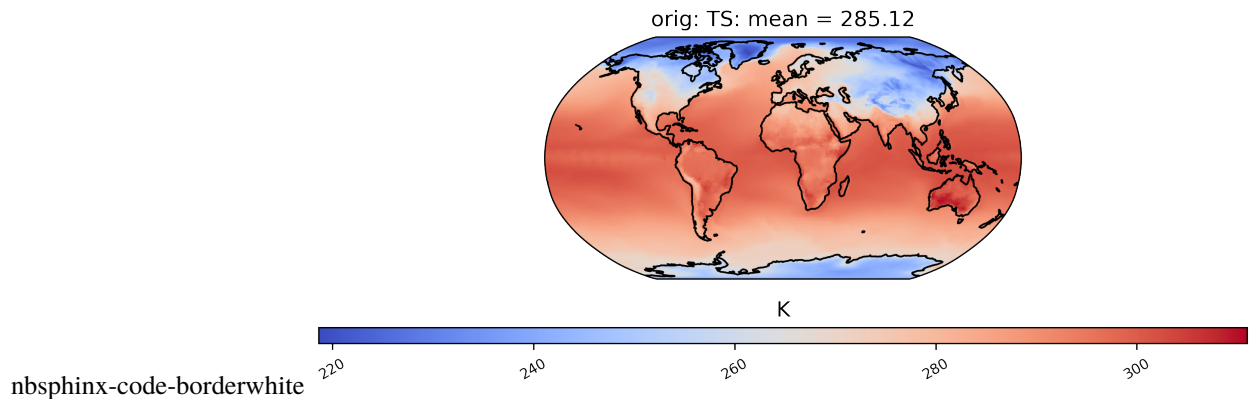 orig: TS: mean = 285.12
K
220 240 260 280 300
nbsphinx-code-borderwhite